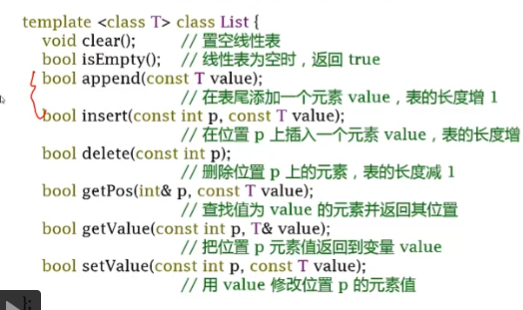 template <class T> class List {
void clear(); // 置空线性表
bool isEmpty(); // 线性表为空时，返回 true
bool append(const T value);
// 在表尾添加一个元素 value，表的长度增 1
bool insert(const int p, const T value);
// 在位置 p 上插入一个元素 value，表的长度增
bool delete(const int p);
// 删除位置 p 上的元素，表的长度减 1
bool getPos(int& p, const T value);
// 查找值为 value 的元素并返回其位置
bool getValue(const int p, T& value);
// 把位置 p 元素值返回到变量 value
bool setValue(const int p, const T value);
// 用 value 修改位置 p 的元素值
};